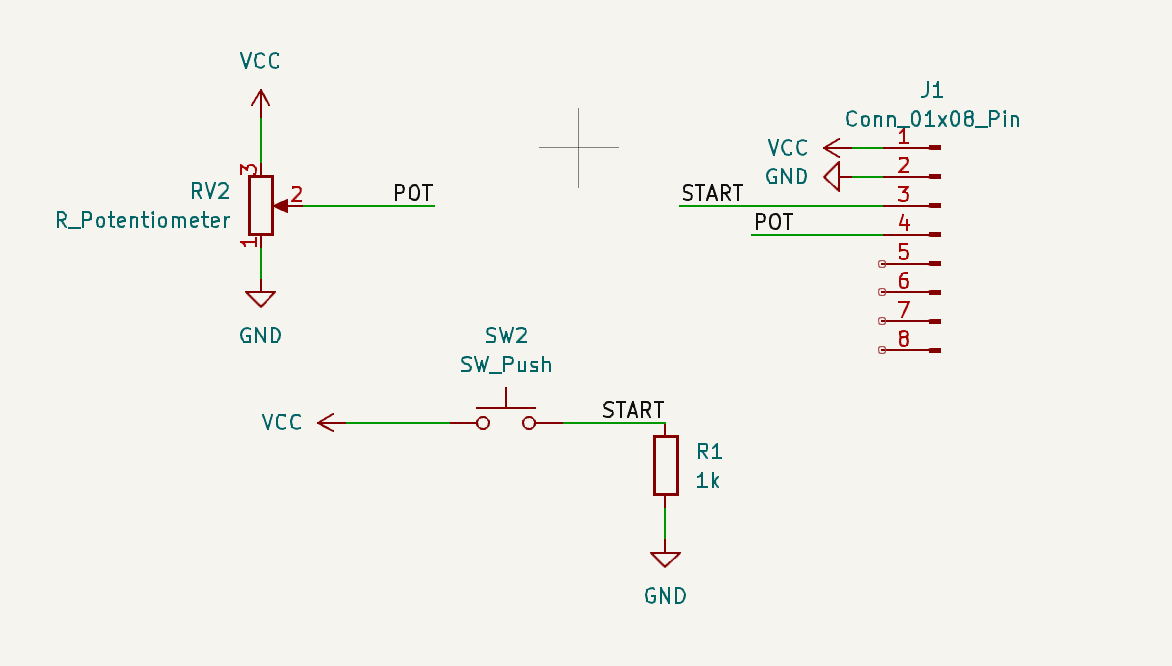 VCC
3
RV2
R_Potentiometer
2
POT
1
GND
J1
Conn_01x08_Pin
VCC
1
GND
2
START
3
POT
4
5
6
7
8
SW2
SW_Push
VCC
START
R1
1k
GND